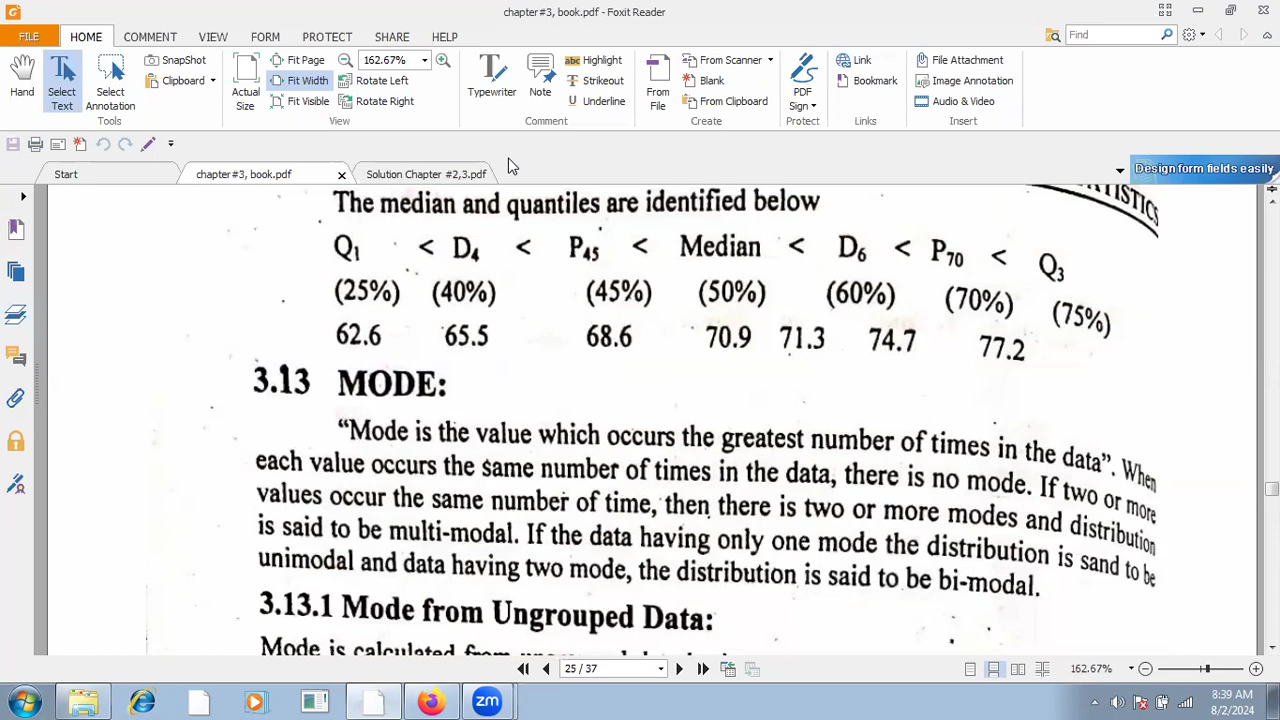 chapter#3, book.pdf - Foxit Reader
FILE HOME COMMENT VIEW FORM PROTECT SHARE HELP
Find
Hand
Select Text
Select Annotation
SnapShot
Clipboard
Tools
Actual Size
Fit Page
Fit Width
Fit Visible
162.67%
Rotate Left
Rotate Right
View
Typewriter
Note
Highlight
Strikeout
Underline
Comment
From File
From Scanner
Blank
From Clipboard
Create
PDF Sign
Protect
Link
Bookmark
Links
File Attachment
Image Annotation
Audio & Video
Insert
Start
chapter#3, book.pdf
Solution Chapter #2,3.pdf
Design form fields easily
STATISTICS
The median and quantiles are identified below
Q1 < D4 < P45 < Median < D6 < P70 < Q3
(25%) (40%) (45%) (50%) (60%) (70%) (75%)
62.6 65.5 68.6 70.9 71.3 74.7 77.2
3.13 MODE:
"Mode is the value which occurs the greatest number of times in the data". When
each value occurs the same number of times in the data, there is no mode. If two or more
values occur the same number of time, then there is two or more modes and distribution
is said to be multi-modal. If the data having only one mode the distribution is sand to be
unimodal and data having two mode, the distribution is said to be bi-modal.
3.13.1 Mode from Ungrouped Data:
Mode is calculated from
25 / 37
162.67%
zm
8:39 AM
8/2/2024